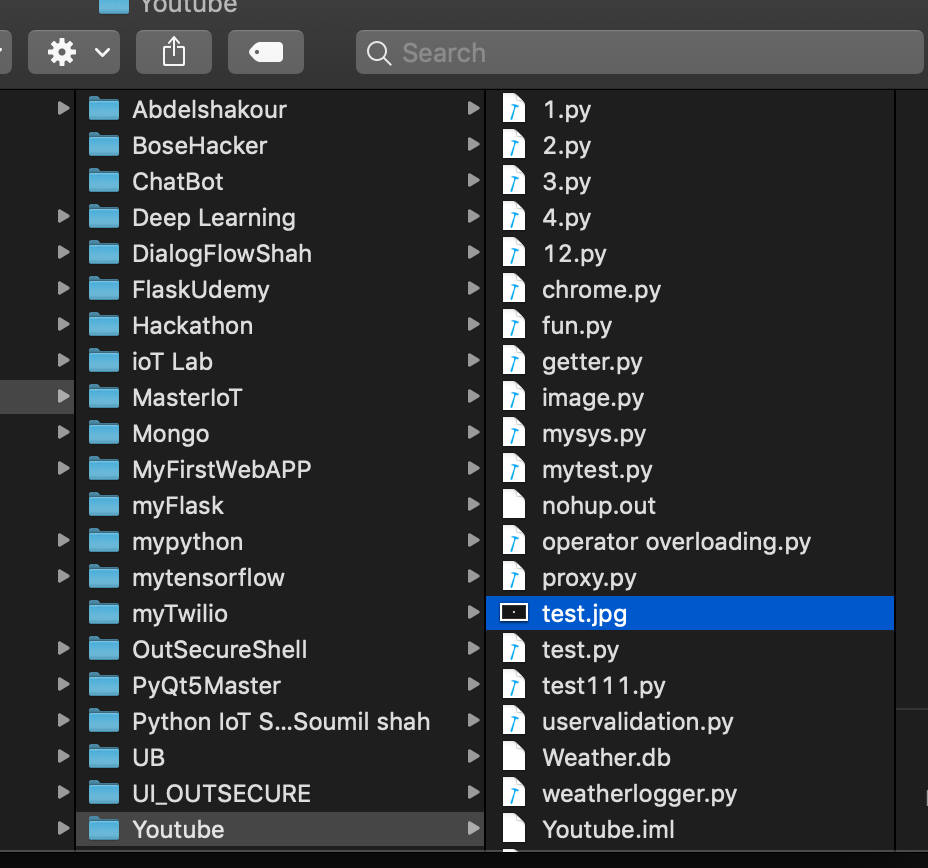 Youtube
Search
Abdelshakour
BoseHacker
ChatBot
Deep Learning
DialogFlowShah
FlaskUdemy
Hackathon
ioT Lab
MasterIoT
Mongo
MyFirstWebAPP
myFlask
mypython
mytensorflow
myTwilio
OutSecureShell
PyQt5Master
Python IoT S...Soumil shah
UB
UI_OUTSECURE
Youtube
1.py
2.py
3.py
4.py
12.py
chrome.py
fun.py
getter.py
image.py
mysys.py
mytest.py
nohup.out
operator overloading.py
proxy.py
test.jpg
test.py
test111.py
uservalidation.py
Weather.db
weatherlogger.py
Youtube.iml